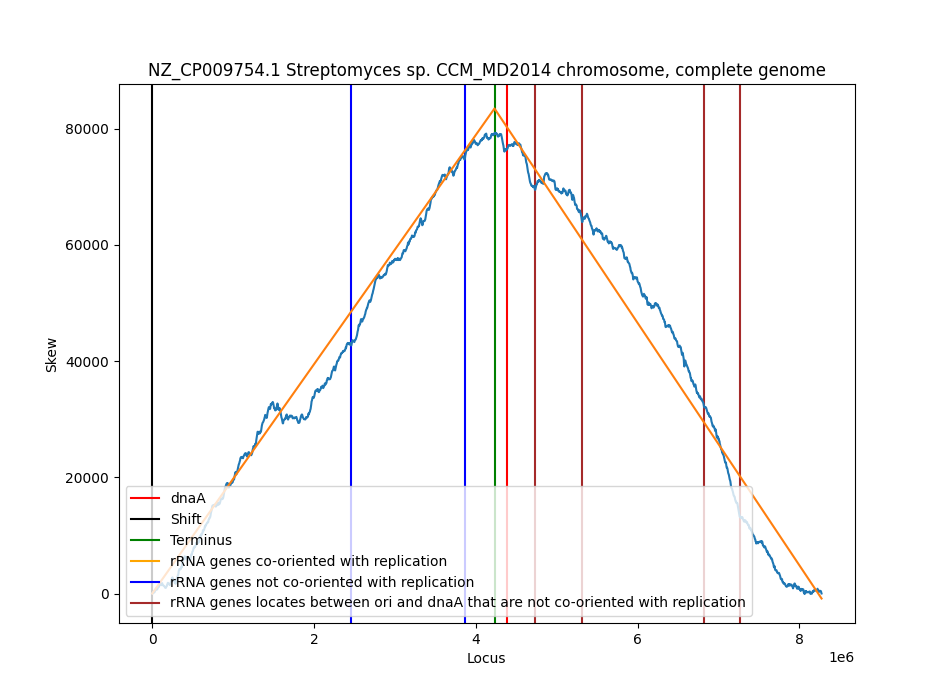 NZ_CP009754.1 Streptomyces sp. CCM_MD2014 chromosome, complete genome
80000
60000
40000
20000
0
Skew
dnaA
Shift
Terminus
rRNA genes co-oriented with replication
rRNA genes not co-oriented with replication
rRNA genes locates between ori and dnaA that are not co-oriented with replication
0 2 4 6 8
1e6
Locus